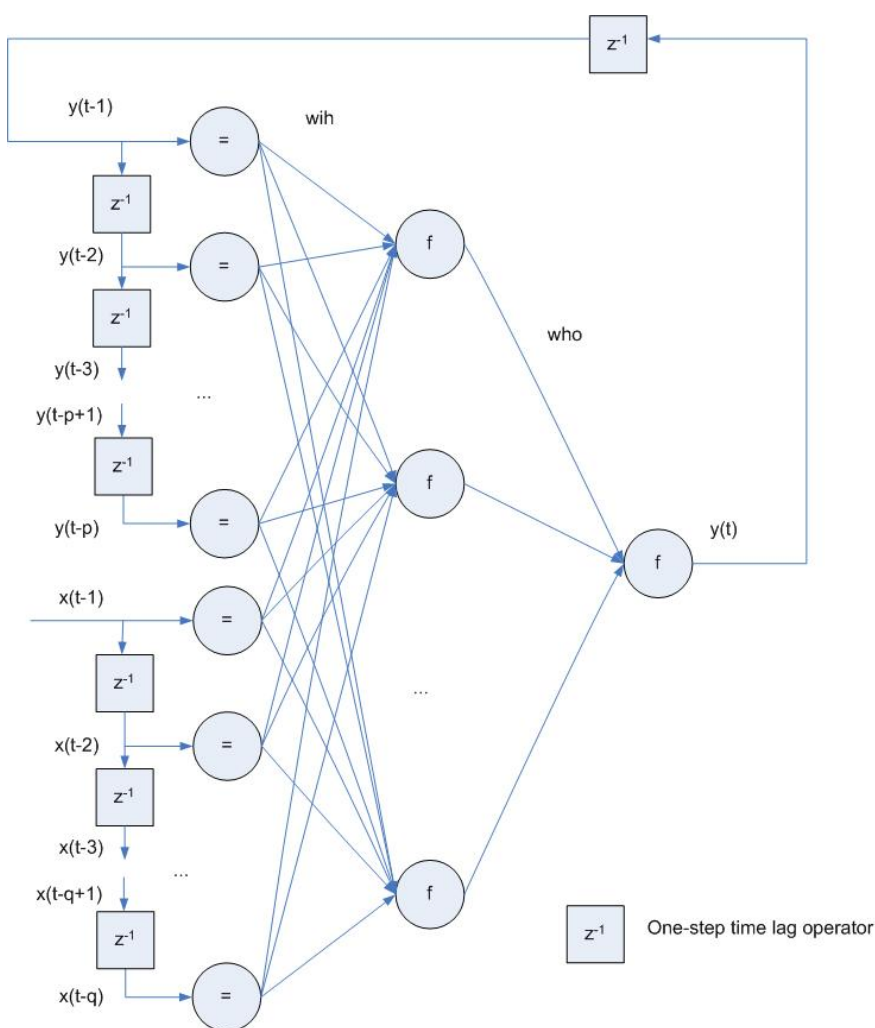 z-1
y(t-1)
=
wih
z-1
f
y(t-2)
=
z-1
who
y(t-3)
...
y(t-p+1)
z-1
f
y(t-p)
=
y(t)
f
x(t-1)
=
z-1
...
x(t-2)
=
z-1
x(t-3)
...
x(t-q+1)
f
z-1
z-1 One-step time lag operator
x(t-q)
=